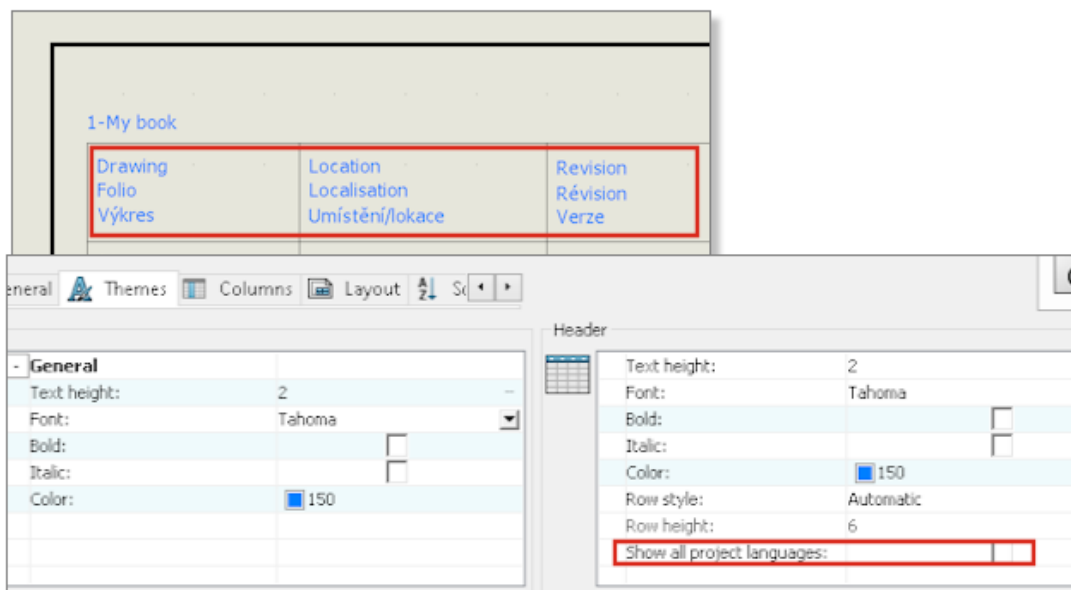 1-My book
Drawing Location Revision
Folio Localisation Révision
Výkres Umístění/lokace Verze
eneral Themes Columns Layout
Header
General
Text height: 2
Font: Tahoma
Bold:
Italic:
Color: 150
Text height: 2
Font: Tahoma
Bold:
Italic:
Color: 150
Row style: Automatic
Row height: 6
Show all project languages: